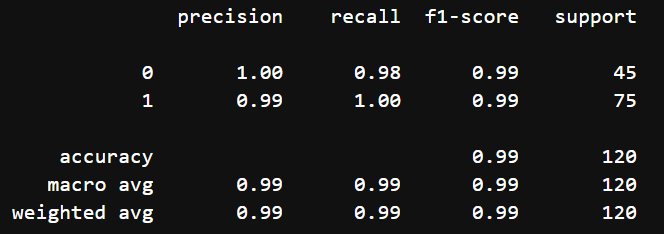 precision recall f1-score support
0 1.00 0.98 0.99 45
1 0.99 1.00 0.99 75
accuracy 0.99 120
macro avg 0.99 0.99 0.99 120
weighted avg 0.99 0.99 0.99 120